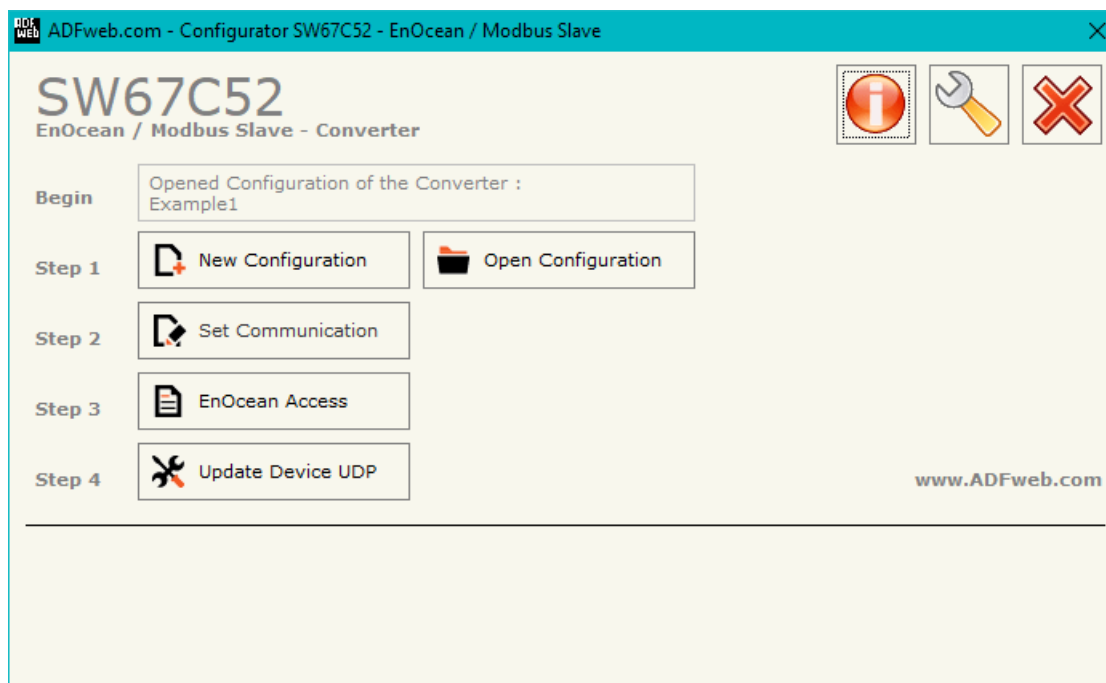 ADF
WEB
ADFweb.com - Configurator SW67C52 - EnOcean / Modbus Slave
SW67C52
EnOcean / Modbus Slave - Converter
Begin
Opened Configuration of the Converter :
Example1
Step 1
New Configuration
Open Configuration
Step 2
Set Communication
Step 3
EnOcean Access
Step 4
Update Device UDP
www.ADFweb.com